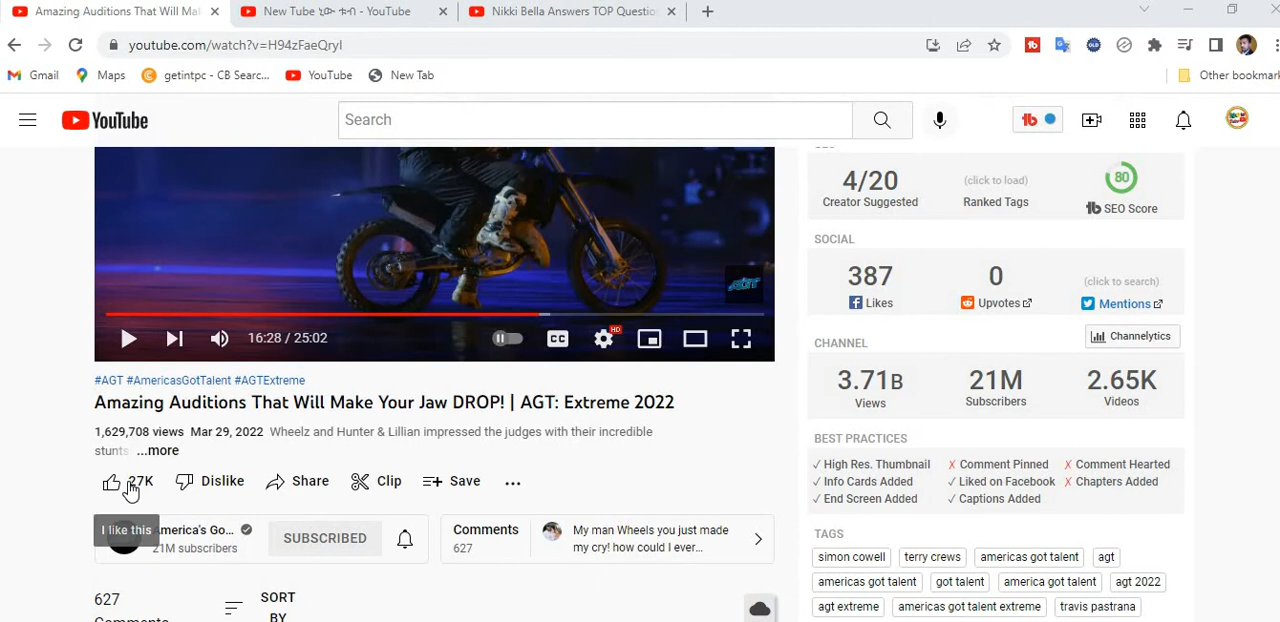 Amazing Auditions That Will Mal
New Tube ኒው ቱብ - YouTube
Nikki Bella Answers TOP Questio
youtube.com/watch?v=H94zFaeQryI
Gmail
Maps
getintpc - CB Searc...
YouTube
New Tab
Other bookmark
YouTube
Search
tb
4/20
Creator Suggested
(click to load)
Ranked Tags
80
tb SEO Score
SOCIAL
387
Likes
0
Upvotes
(click to search)
Mentions
AGT
16:28 / 25:02
CC
HD
CHANNEL
Channelytics
3.71B
Views
21M
Subscribers
2.65K
Videos
#AGT #AmericasGotTalent #AGTExtreme
Amazing Auditions That Will Make Your Jaw DROP! | AGT: Extreme 2022
1,629,708 views Mar 29, 2022 Wheelz and Hunter & Lillian impressed the judges with their incredible
stunts ...more
27K
Dislike
Share
Clip
Save
I like this
America's Go...
21M subscribers
SUBSCRIBED
Comments
627
My man Wheels you just made
my cry! how could I ever...
627
Comments
SORT
BY
BEST PRACTICES
✓ High Res. Thumbnail ✗ Comment Pinned ✗ Comment Hearted
✓ Info Cards Added ✓ Liked on Facebook ✗ Chapters Added
✓ End Screen Added ✓ Captions Added
TAGS
simon cowell terry crews americas got talent agt
americas got talent got talent america got talent agt 2022
agt extreme americas got talent extreme travis pastrana